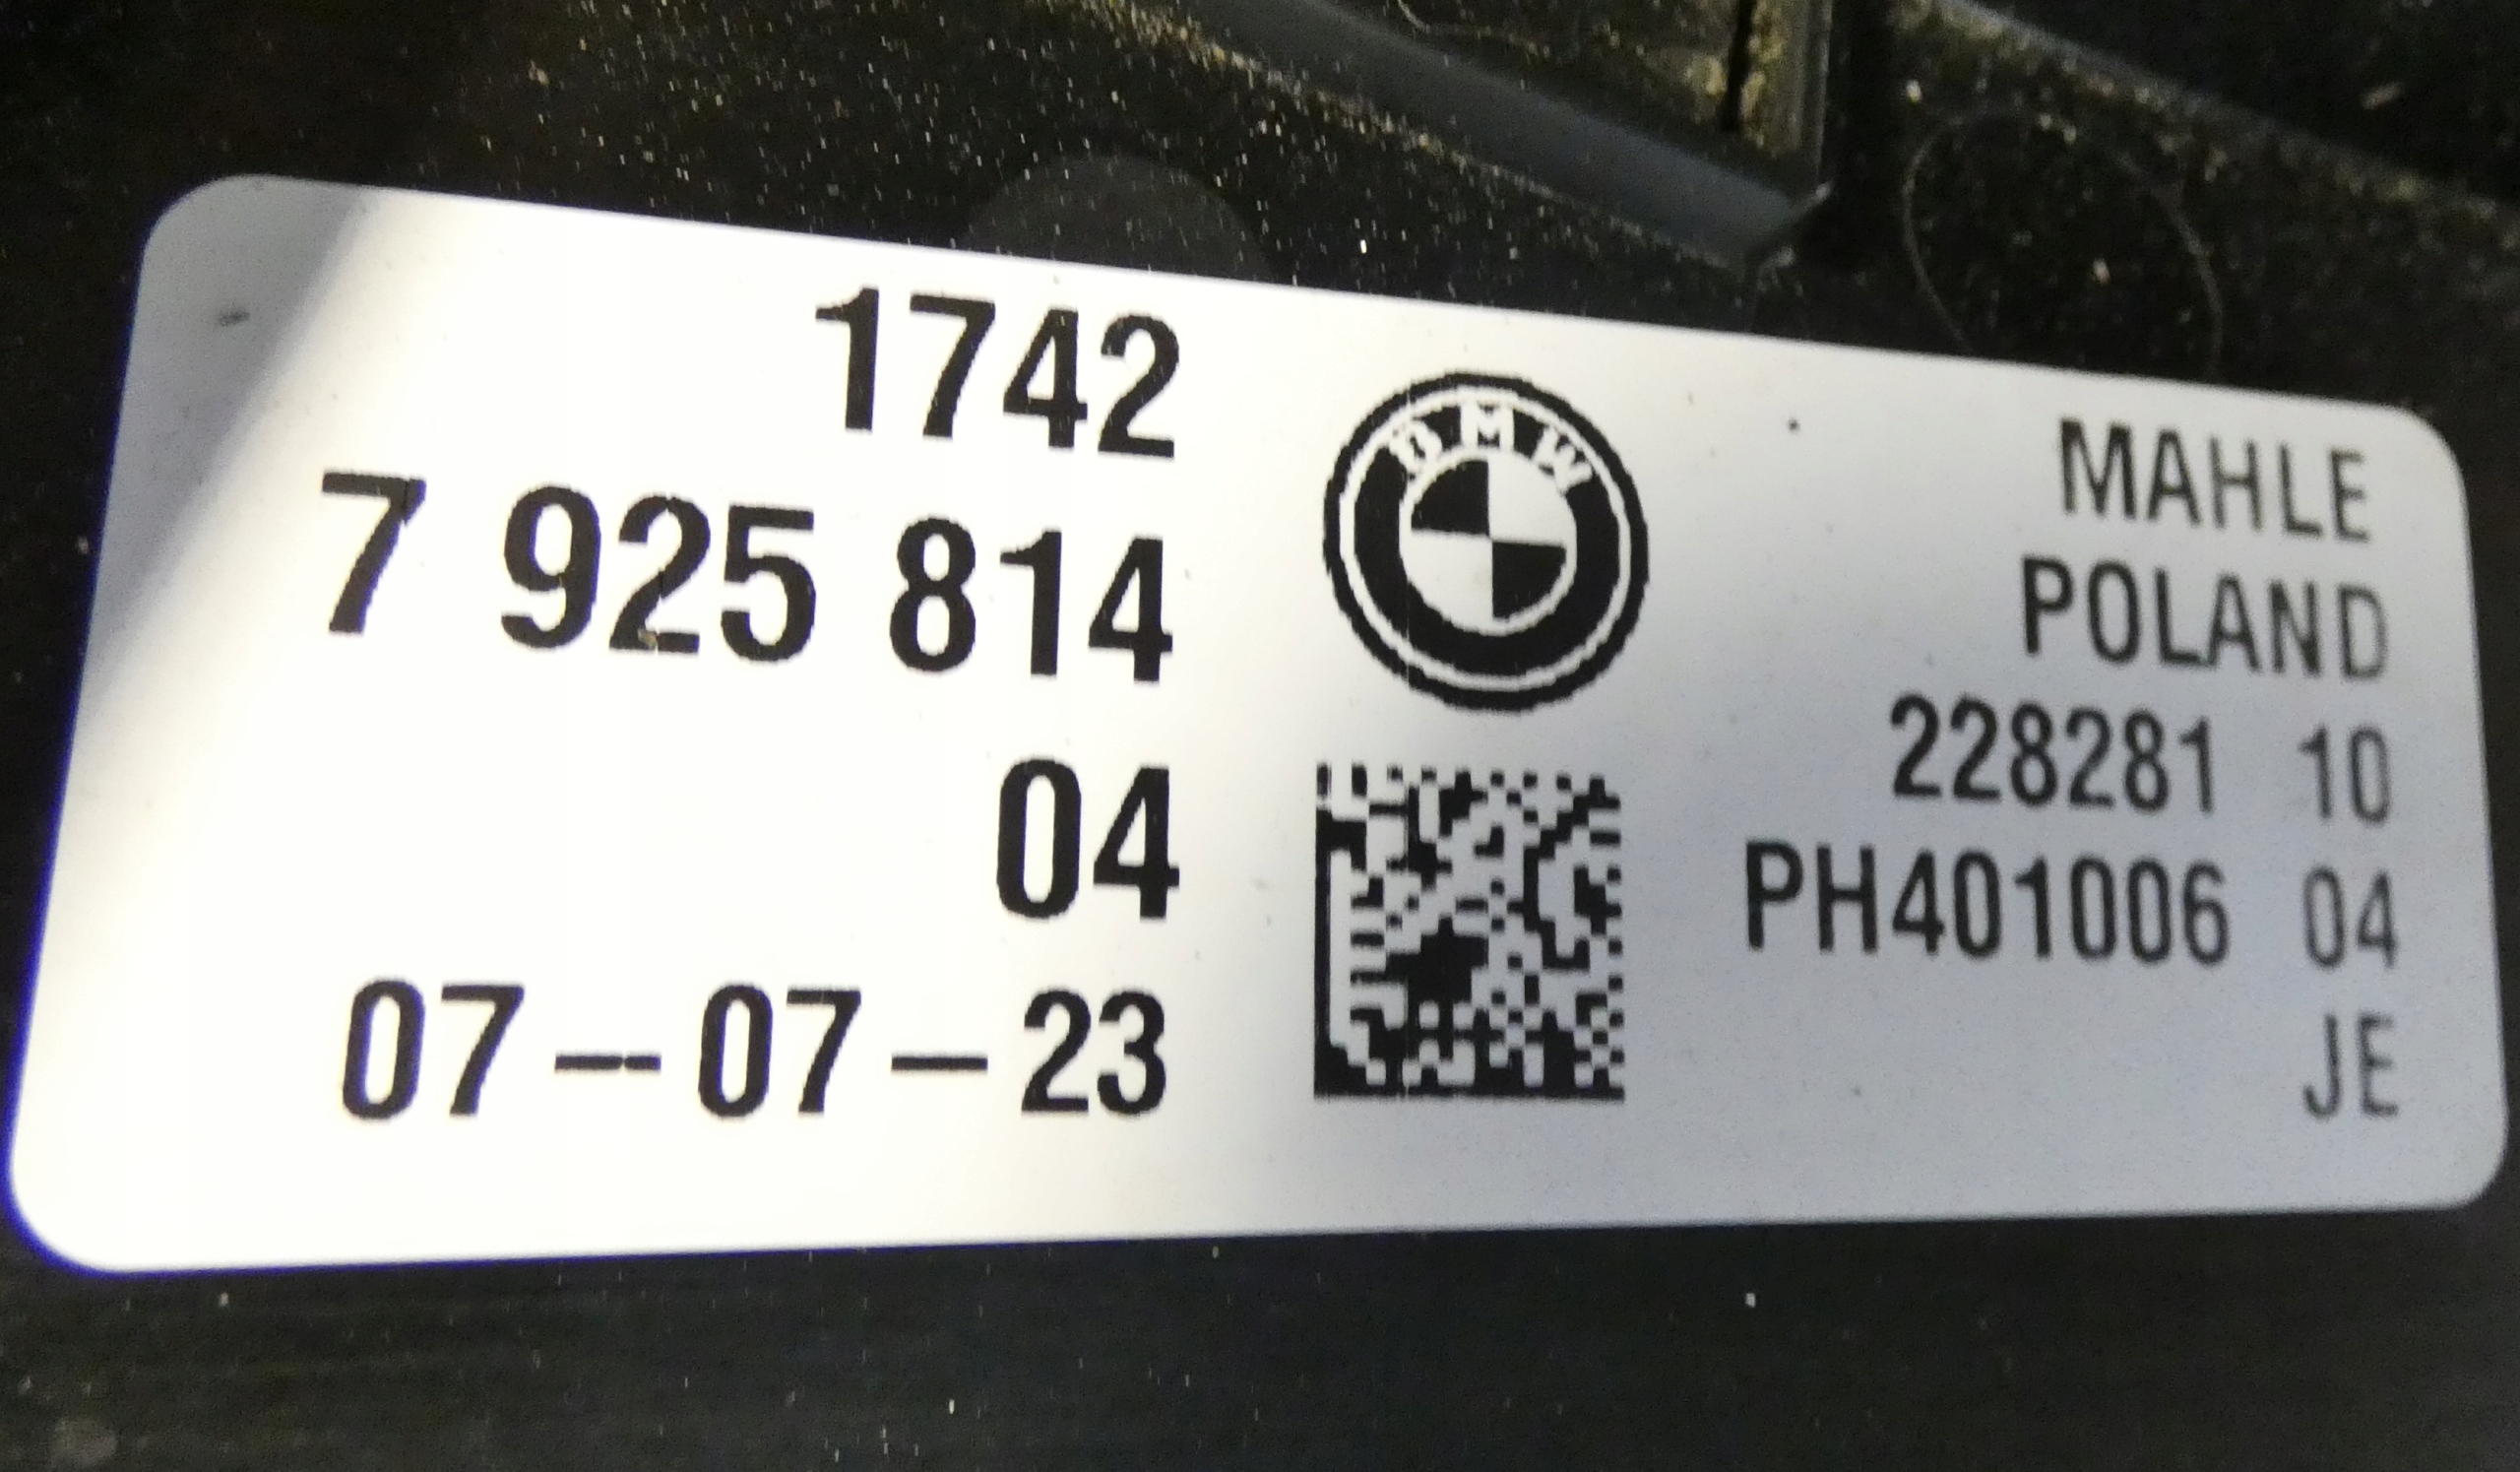 1742
7 925 814
04
07-07-23
BMW
MAHLE
POLAND
228281 10
PH401006 04
JE